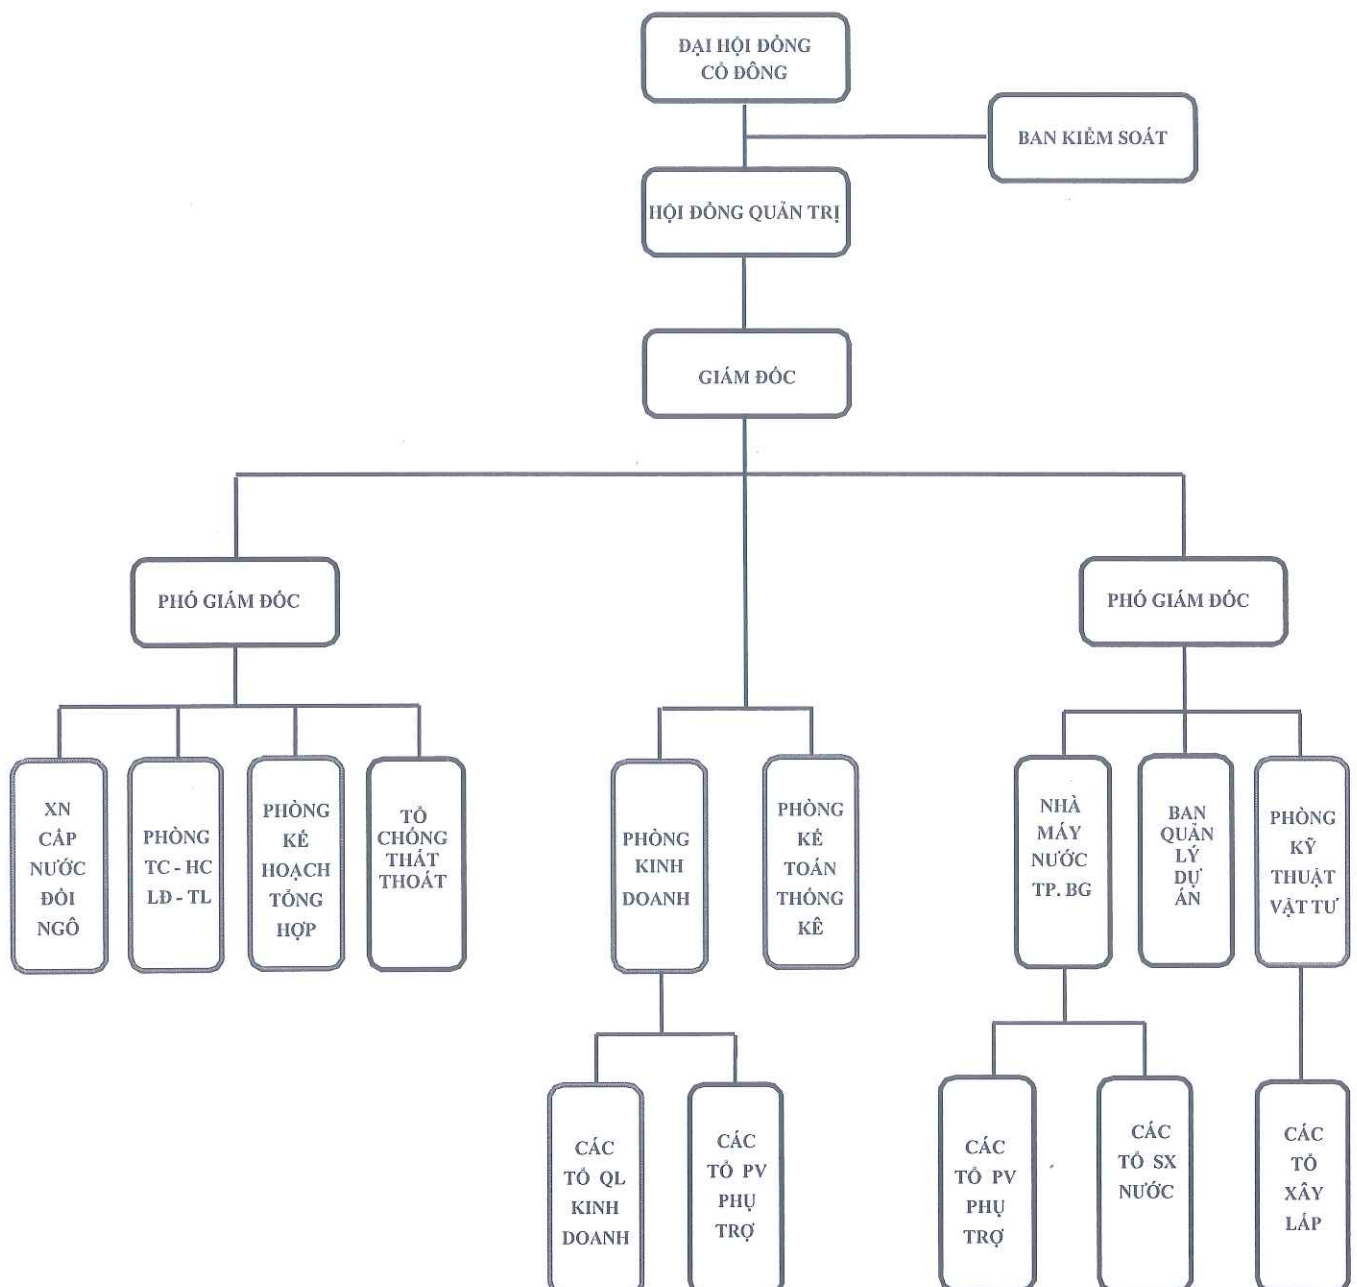 ĐẠI HỘI ĐỒNG
CỔ ĐÔNG
BAN KIỂM SOÁT
HỘI ĐỒNG QUẢN TRỊ
GIÁM ĐỐC
PHÓ GIÁM ĐỐC
PHÓ GIÁM ĐỐC
XN
CẤP
NƯỚC
ĐỒI
NGÔ
PHÒNG
TC - HC
LĐ - TL
PHÒNG
KẾ
HOẠCH
TỔNG
HỢP
TỔ
CHỐNG
THẤT
THOÁT
PHÒNG
KINH
DOANH
PHÒNG
KẾ
TOÁN
THỐNG
KÊ
NHÀ
MÁY
NƯỚC
TP. BG
BAN
QUẢN
LÝ
DỰ
ÁN
PHÒNG
KỸ
THUẬT
VẬT TƯ
CÁC
TỔ QL
KINH
DOANH
CÁC
TỔ PV
PHỤ
TRỢ
CÁC
TỔ PV
PHỤ
TRỢ
CÁC
TỔ SX
NƯỚC
CÁC
TỔ
XÂY
LẮP